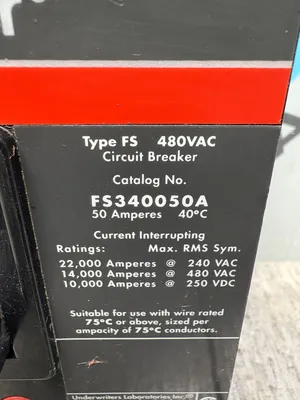 Type FS 480VAC
Circuit Breaker
Catalog No.
FS340050A
50 Amperes 40°C
Current Interrupting
Ratings: Max. RMS Sym.
22,000 Amperes @ 240 VAC
14,000 Amperes @ 480 VAC
10,000 Amperes @ 250 VDC
Suitable for use with wire rated
75°C or above, sized per
ampacity of 75°C conductors.
Underwriters Laboratories Inc.®